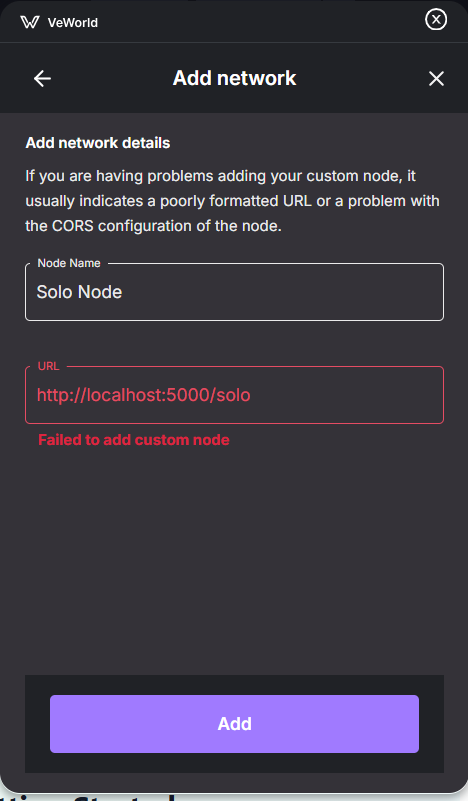 VeWorld
Add network
Add network details
If you are having problems adding your custom node, it
usually indicates a poorly formatted URL or a problem with
the CORS configuration of the node.
Node Name
Solo Node
URL
http://localhost:5000/solo
Failed to add custom node
Add